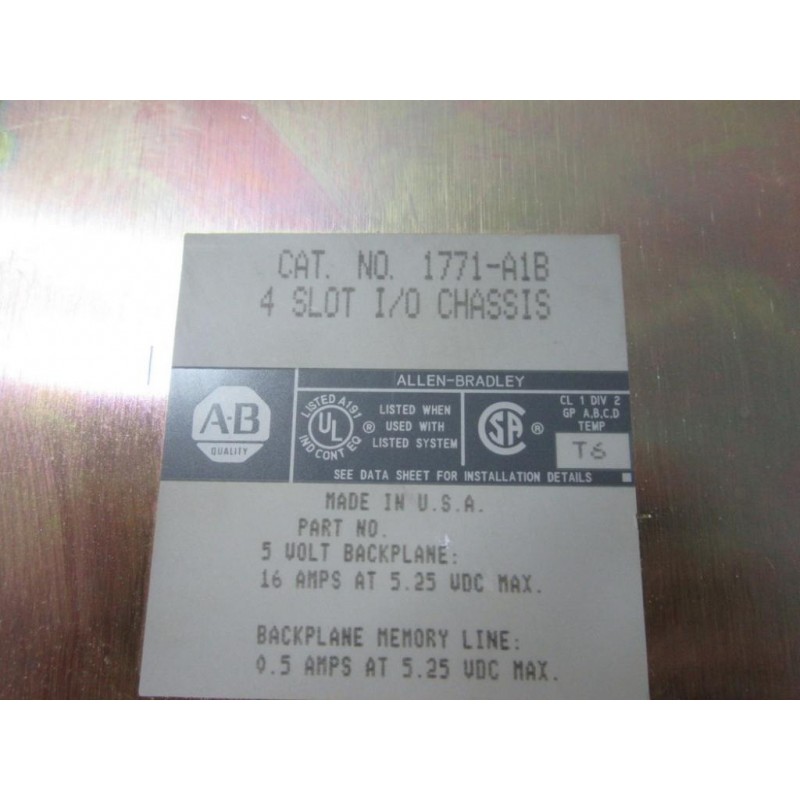 CAT. NO. 1771-A1B
4 SLOT I/O CHASSIS
ALLEN-BRADLEY
A·B
QUALITY
LISTED A191
UL ®
IND CONT EQ
LISTED WHEN
USED WITH
LISTED SYSTEM
SA ®
CL 1 DIV 2
GP A,B,C,D
TEMP
T6
SEE DATA SHEET FOR INSTALLATION DETAILS
MADE IN U.S.A.
PART NO.
5 VOLT BACKPLANE:
16 AMPS AT 5.25 VDC MAX.
BACKPLANE MEMORY LINE:
0.5 AMPS AT 5.25 VDC MAX.